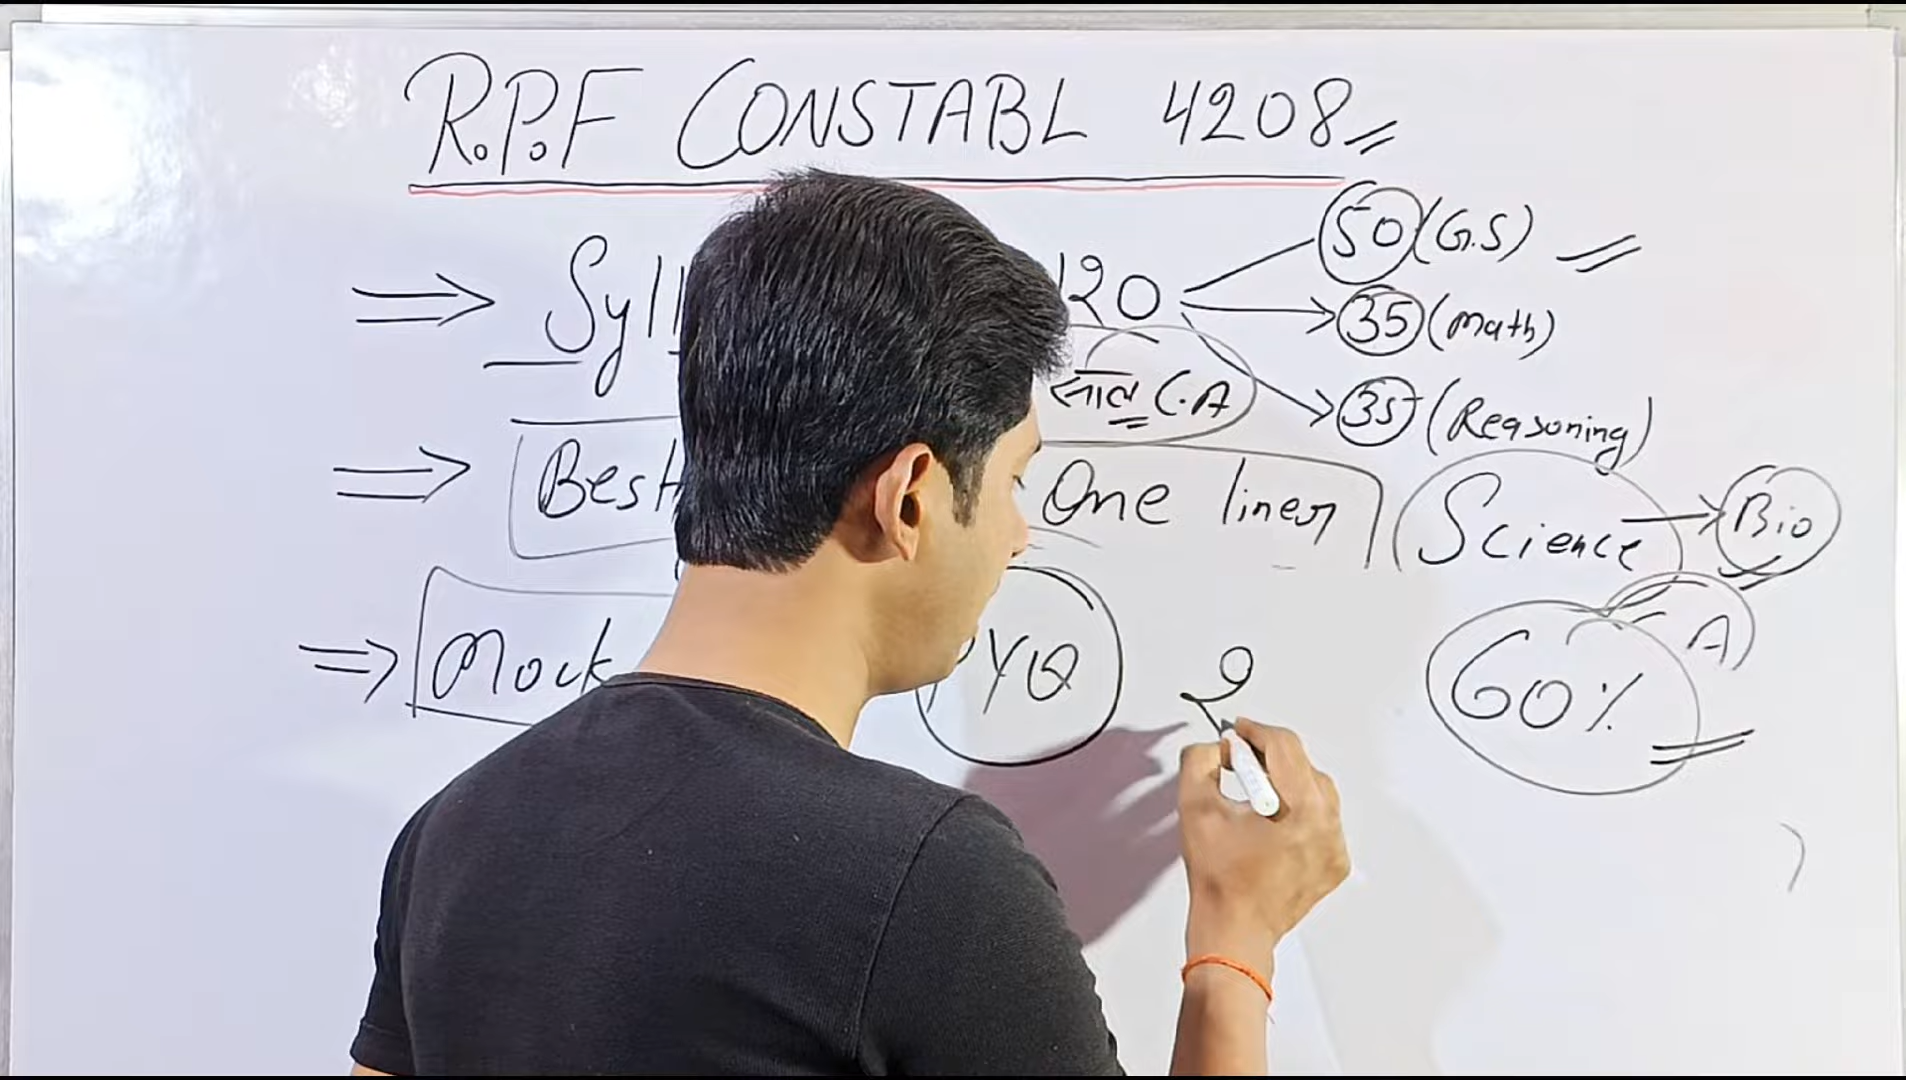 R.P.F CONSTABL 4208
⇒ Syll 120 → 50 (G.S)
35 (Math)
35 (Reasoning)
C.A
⇒ Best One liner Science → Bio
⇒ Mock PYQ 60% A
2